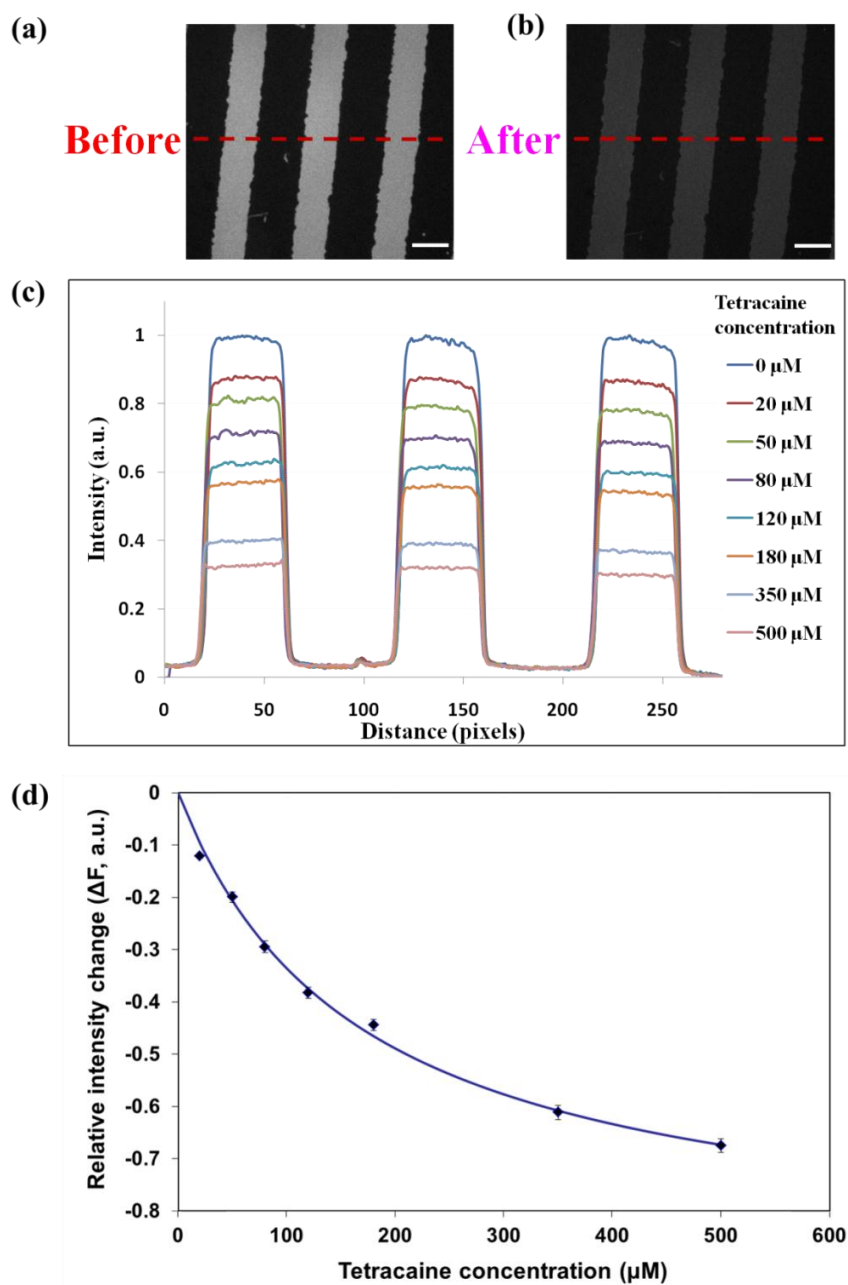 (a)
(b)
Before
After
(c)
Tetracaine
concentration
1
0.8
0.6
0.4
0.2
0
Intensity (a.u.)
0 μM
20 μM
50 μM
80 μM
120 μM
180 μM
350 μM
500 μM
0
50
100
150
200
250
Distance (pixels)
(d)
0
-0.1
-0.2
-0.3
-0.4
-0.5
-0.6
-0.7
-0.8
Relative intensity change (ΔF, a.u.)
0
100
200
300
400
500
600
Tetracaine concentration (μM)